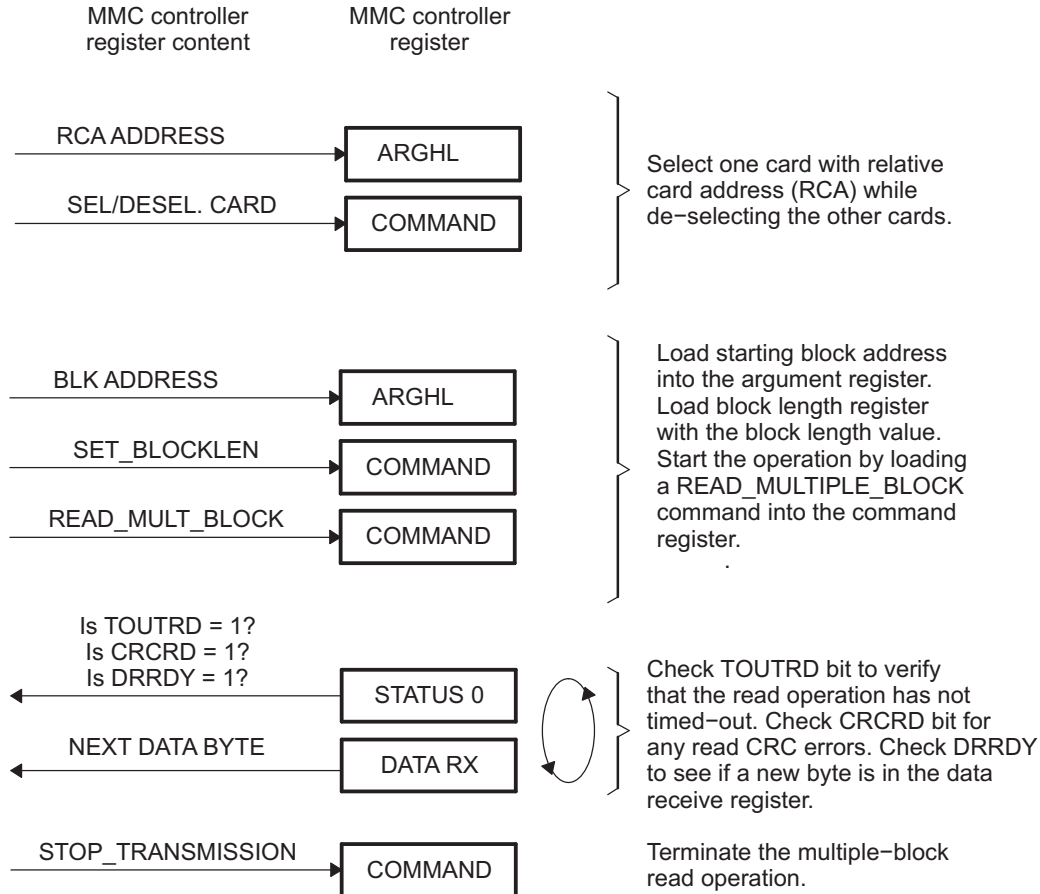 MMC controller
register content
MMC controller
register
RCA ADDRESS
ARGHL
SEL/DESEL. CARD
COMMAND
Select one card with relative
card address (RCA) while
de−selecting the other cards.
BLK ADDRESS
ARGHL
SET_BLOCKLEN
COMMAND
READ_MULT_BLOCK
COMMAND
Load starting block address
into the argument register.
Load block length register
with the block length value.
Start the operation by loading
a READ_MULTIPLE_BLOCK
command into the command
register.
.
Is TOUTRD = 1?
Is CRCRD = 1?
Is DRRDY = 1?
STATUS 0
NEXT DATA BYTE
DATA RX
Check TOUTRD bit to verify
that the read operation has not
timed−out. Check CRCRD bit for
any read CRC errors. Check DRRDY
to see if a new byte is in the data
receive register.
STOP_TRANSMISSION
COMMAND
Terminate the multiple−block
read operation.